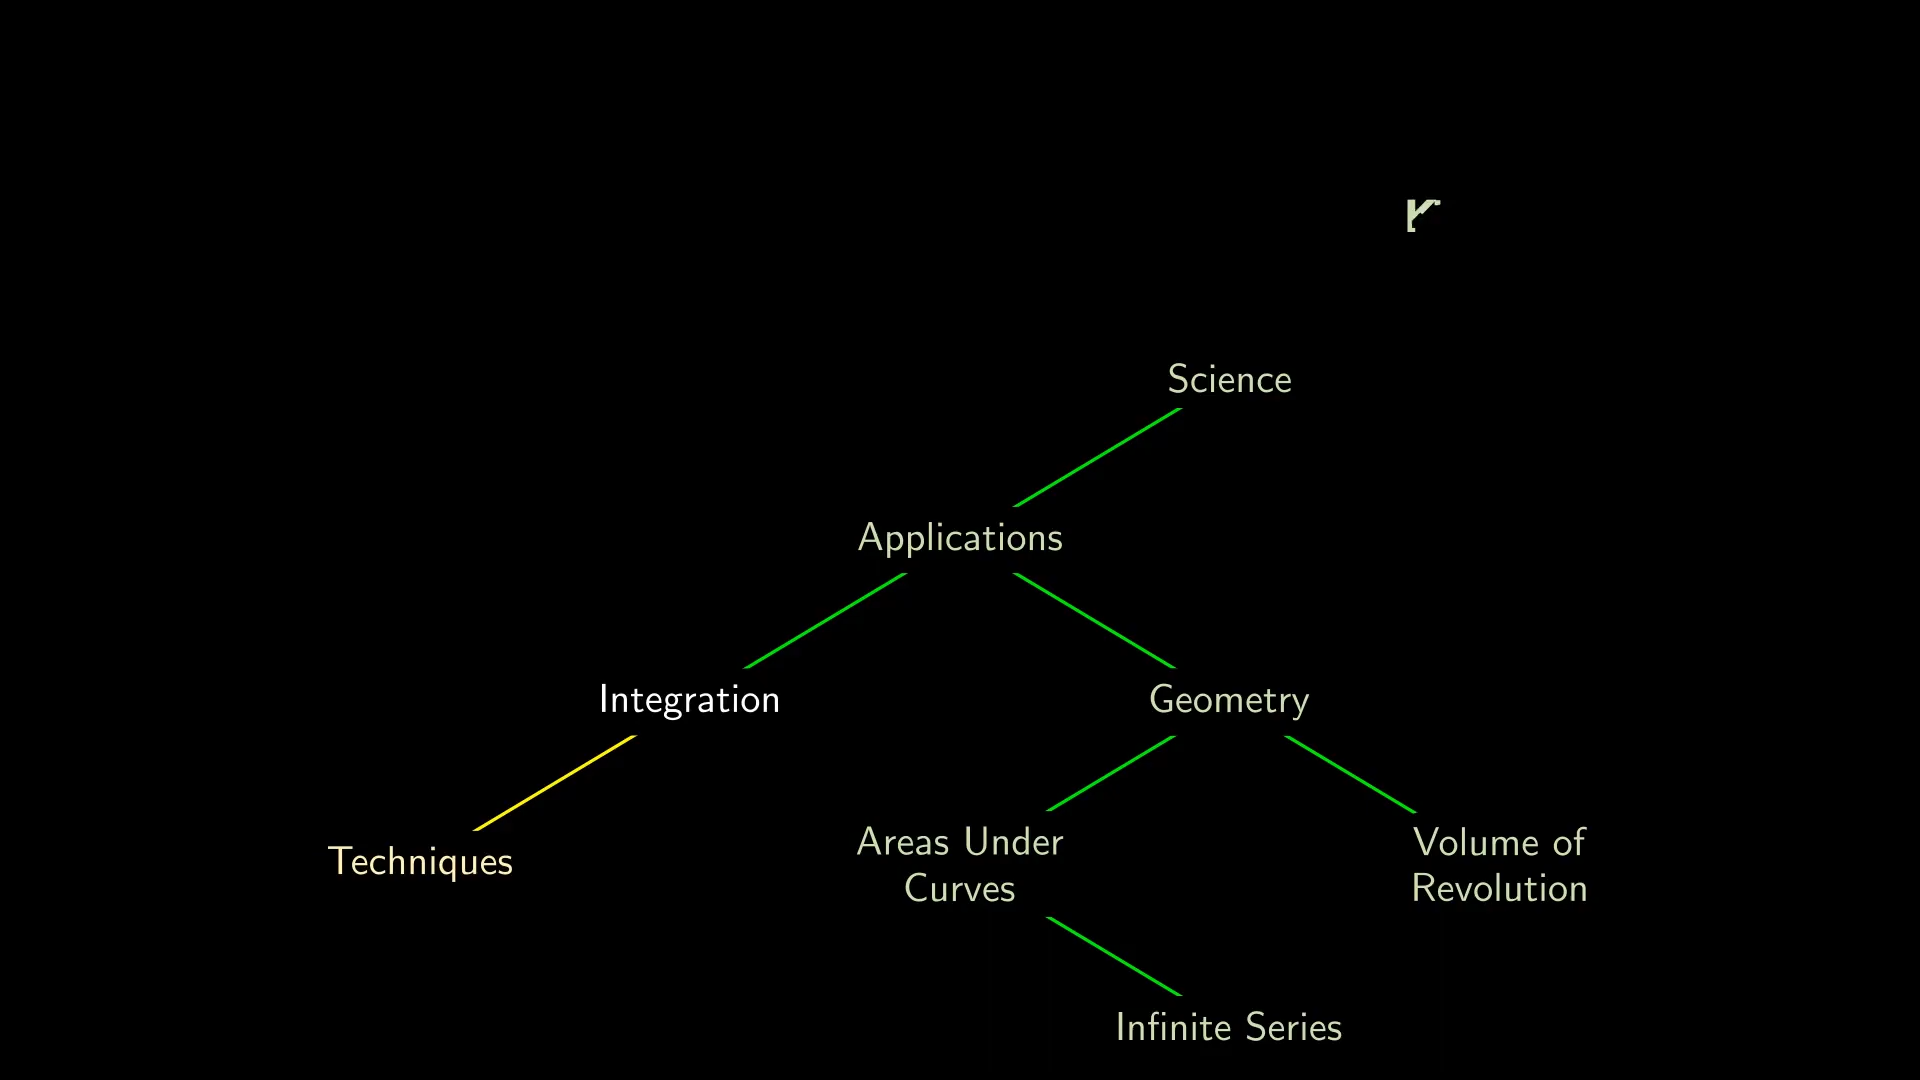 Science
Applications
Integration
Geometry
Techniques
Areas Under
Curves
Volume of
Revolution
Infinite Series